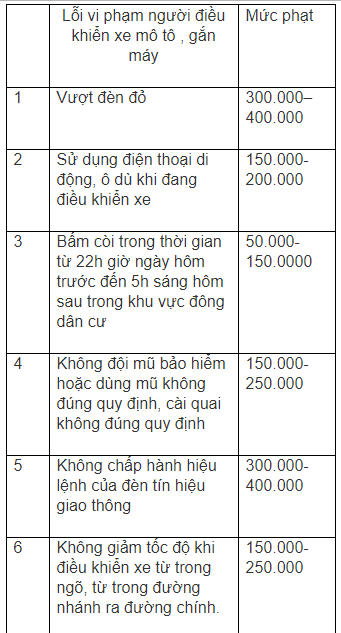 Lỗi vi phạm người điều
khiển xe mô tô , gắn
máy
Mức phạt
1
Vượt đèn đỏ
300.000–
400.000
2
Sử dụng điện thoại di
động, ô dù khi đang
điều khiển xe
150.000-
200.000
3
Bấm còi trong thời gian
từ 22h giờ ngày hôm
trước đến 5h sáng hôm
sau trong khu vực đông
dân cư
50.000-
150.0000
4
Không đội mũ bảo hiểm
hoặc dùng mũ không
đúng quy định, cài quai
không đúng quy định
150.000-
250.000
5
Không chấp hành hiệu
lệnh của đèn tín hiệu
giao thông
300.000-
400.000
6
Không giảm tốc độ khi
điều khiển xe từ trong
ngõ, từ trong đường
nhánh ra đường chính.
150.000-
250.000